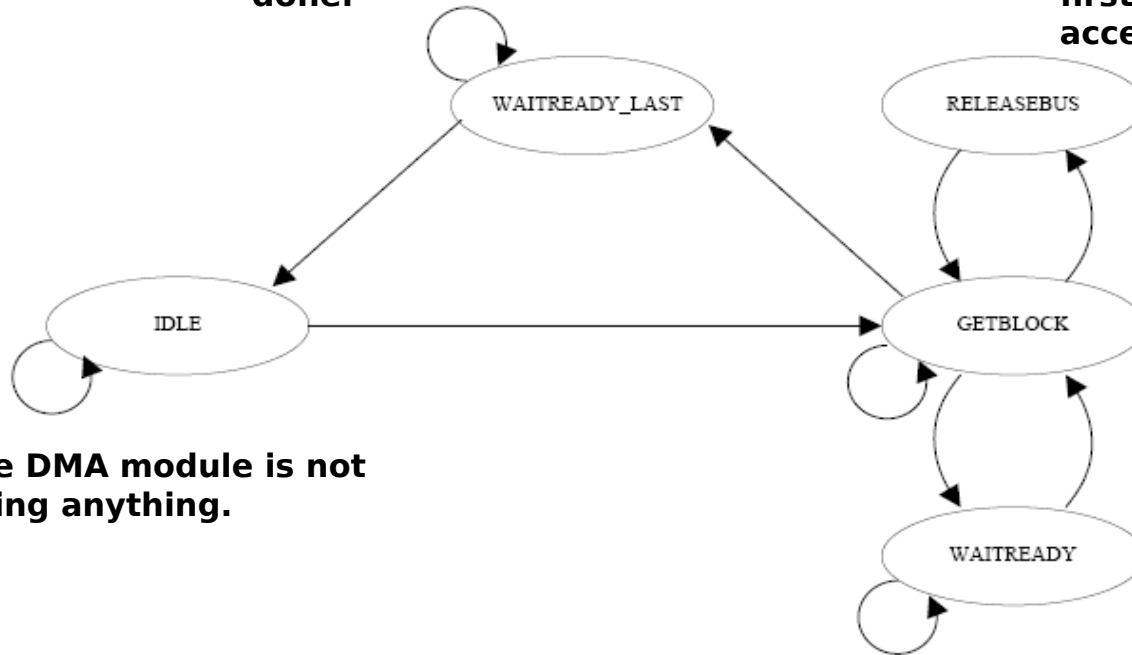 done.
first
acce
WAITREADY_LAST
RELEASEBUS
IDLE
GETBLOCK
e DMA module is not
ing anything.
WAITREADY